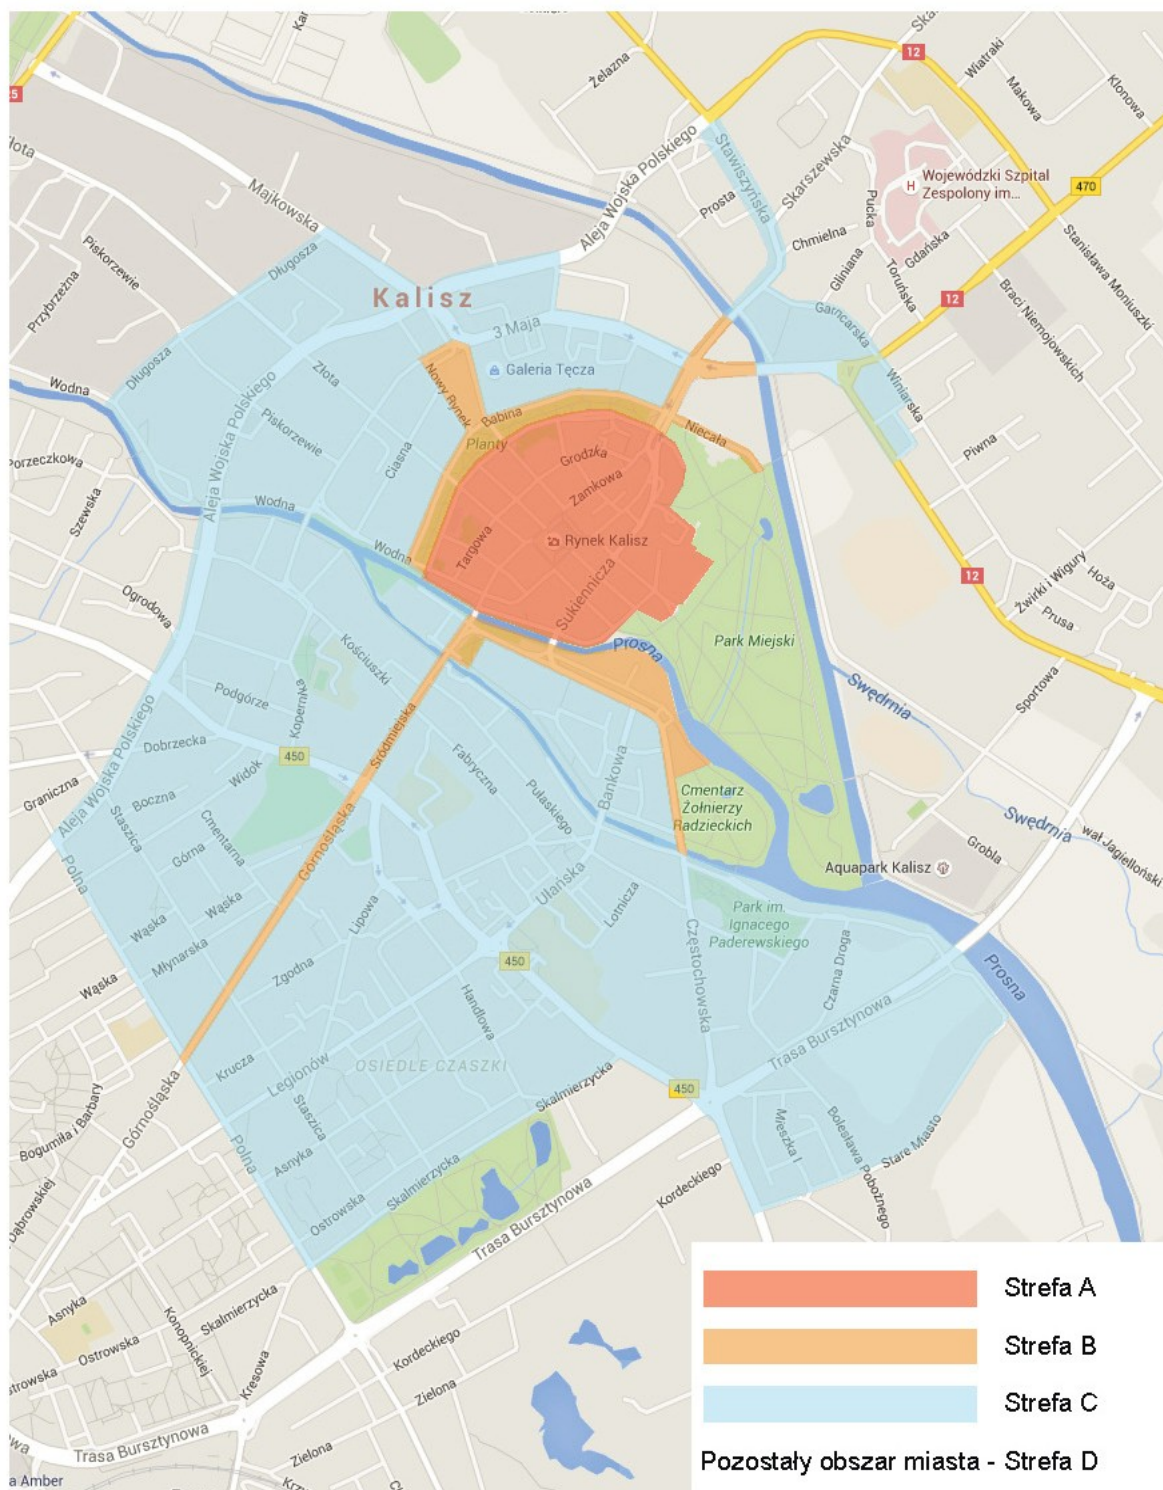 12
Wiatraki
Makowa
Klonowa
Żelazna
Aleja Wojska Polskiego
Stawiszyńska
Skarszewska
Prosta
Wojewódzki Szpital
Zespolony im...
H
470
Pučka
Chmielna
Gliniana
Toruńska
Gdańska
Stanisława Moniuszki
Braci Niemojowskich
12
Garncarska
Winiarska
Piwna
Majkowska
Długosza
Piskorzewie
Przybrzeżna
Kalisz
3 Maja
Galeria Tęcza
Długosza
Złota
Wodna
Piskorzewie
Aleja Wojska Polskiego
Nowy Rynek
Babina
Planty
Niecała
Ciasna
Grodzka
Zamkowa
Porzeczkowa
Szewska
Wodna
Wodna
Targowa
Rynek Kalisz
Sukiennicza
12
Żwirki i Wigury
Hoża
Prusa
Ogrodowa
Kościuszki
Prosna
Park Miejski
Swędrnia
Sportowa
Podgórze
Kopernika
Śródmiejska
Dobrzecka
450
Widok
Fabryczna
Pułaskiego
Bankowa
Graniczna
Aleja Wojska Polskiego
Boczna
Staszica
Cmentarna
Górna
Górnośląska
Cmentarz
Żołnierzy
Radzieckich
Swędrnia
wał Jagielloński
Grobla
Aquapark Kalisz
Polna
Wąska
Wąska
Młynarska
Lipowa
Ułańska
Lotnicza
Park im.
Ignacego
Paderewskiego
Częstochowska
Czarna Droga
Wąska
Zgodna
450
Handlowa
Prosna
Trasa Bursztynowa
Krucza
Legionów
OSIEDLE CZASZKI
Skalmierzycka
450
Górnośląska
Bogumiła i Barbary
Staszica
Polna
Asnyka
Mieszka I
Bolesława Pobożnego
Stare Miasto
Skalmierzycka
Ostrowska
Kordeckiego
Trasa Bursztynowa
Dąbrowskiej
Asnyka
Konopnickiej
Skalmierzycka
Ostrowska
Kresowa
Kordeckiego
Zielona
Trasa Bursztynowa
Zielona
a Amber
Strefa A
Strefa B
Strefa C
Pozostały obszar miasta - Strefa D